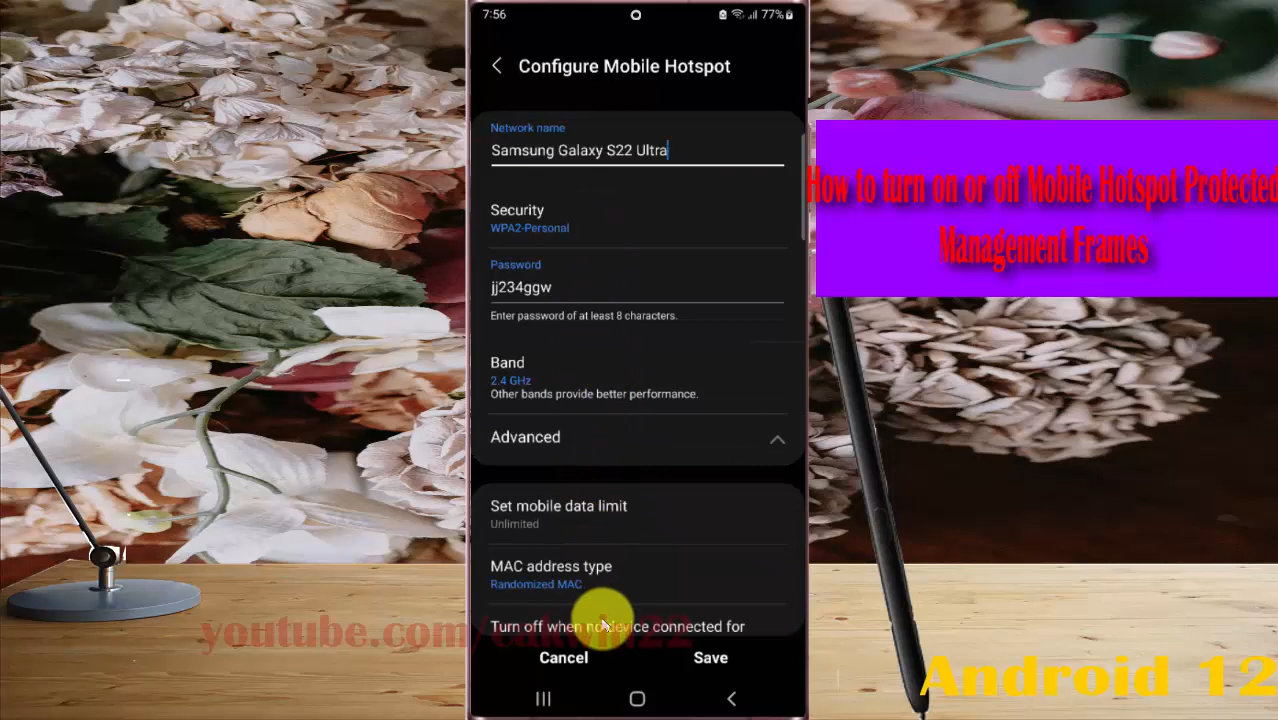 7:56
77%
Configure Mobile Hotspot
Network name
Samsung Galaxy S22 Ultra
Security
WPA2-Personal
Password
jj234ggw
Enter password of at least 8 characters.
Band
2.4 GHz
Other bands provide better performance.
Advanced
Set mobile data limit
Unlimited
MAC address type
Randomized MAC
Turn off when no device connected for
Cancel
Save
How to turn on or off Mobile Hotspot Protected
Management Frames
Android 12